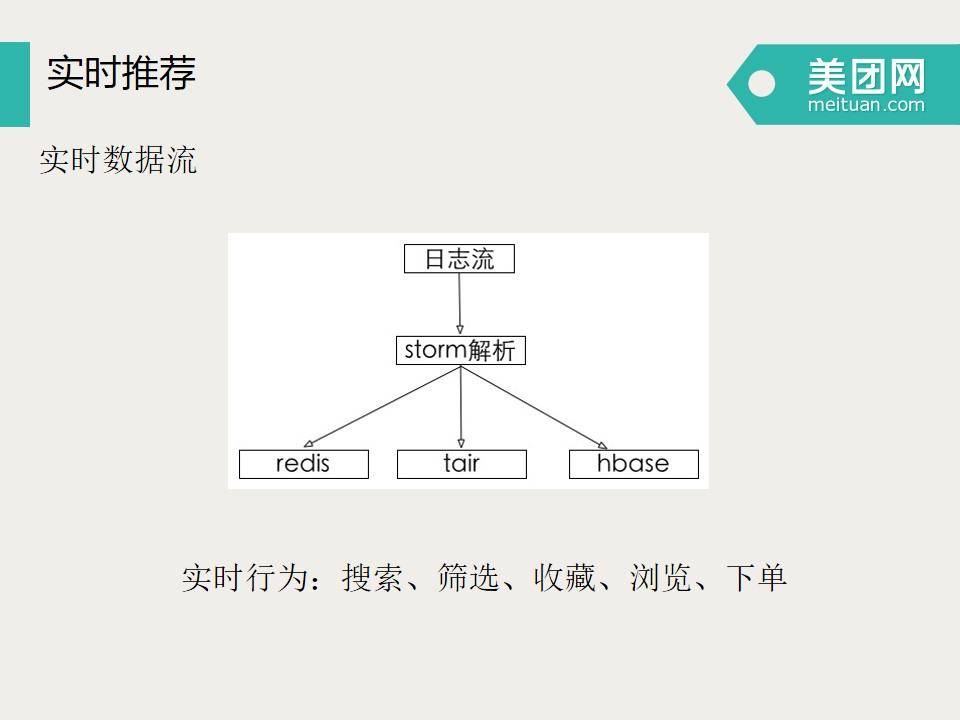 实时推荐
美团网
meituan.com
实时数据流
日志流
storm解析
redis
tair
hbase
实时行为：搜索、筛选、收藏、浏览、下单